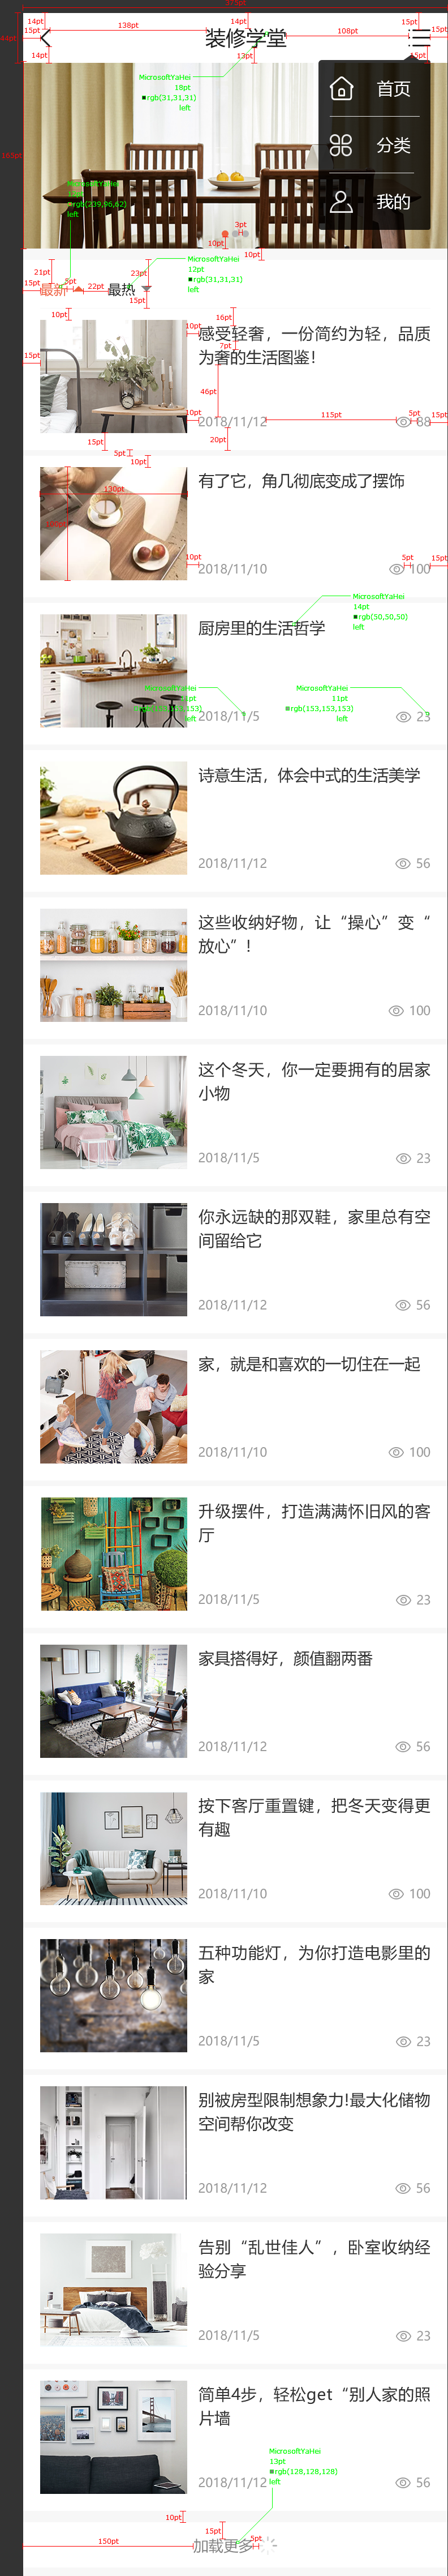 375pt
14pt
138pt
14pt
15pt
15pt
44pt
装修学堂
108pt
15pt
14pt
13pt
15pt
MicrosoftYaHei
18pt
rgb(31,31,31)
left
首页
分类
我的
165pt
MicrosoftYaHei
rgb(239,96,62)
left
3pt
10pt
10pt
21pt
23pt
MicrosoftYaHei
12pt
rgb(31,31,31)
left
15pt
最新
5pt
22pt
最热
15pt
10pt
16pt
10pt
感受轻奢，一份简约为轻，品质
7pt
为奢的生活图鉴！
15pt
46pt
10pt
2018/11/12
115pt
5pt
15pt
88
15pt
20pt
5pt
10pt
有了它，角几彻底变成了摆饰
130pt
10pt
2018/11/10
5pt
100
15pt
MicrosoftYaHei
14pt
rgb(50,50,50)
left
厨房里的生活哲学
MicrosoftYaHei
left
MicrosoftYaHei
11pt
rgb(153,153,153)
left
2018/11/5
23
诗意生活，体会中式的生活美学
2018/11/12
56
这些收纳好物，让“操心”变“
放心”！
2018/11/10
100
这个冬天，你一定要拥有的居家
小物
2018/11/5
23
你永远缺的那双鞋，家里总有空
间留给它
2018/11/12
56
家，就是和喜欢的一切住在一起
2018/11/10
100
升级摆件，打造满满怀旧风的客
厅
2018/11/5
23
家具搭得好，颜值翻两番
2018/11/12
56
按下客厅重置键，把冬天变得更
有趣
2018/11/10
100
五种功能灯，为你打造电影里的
家
2018/11/5
23
别被房型限制想象力!最大化储物
空间帮你改变
2018/11/12
56
告别“乱世佳人”，卧室收纳经
验分享
2018/11/5
23
简单4步，轻松get“别人家的照
片墙
MicrosoftYaHei
13pt
rgb(128,128,128)
left
2018/11/12
56
10pt
15pt
150pt
加载更多
5pt